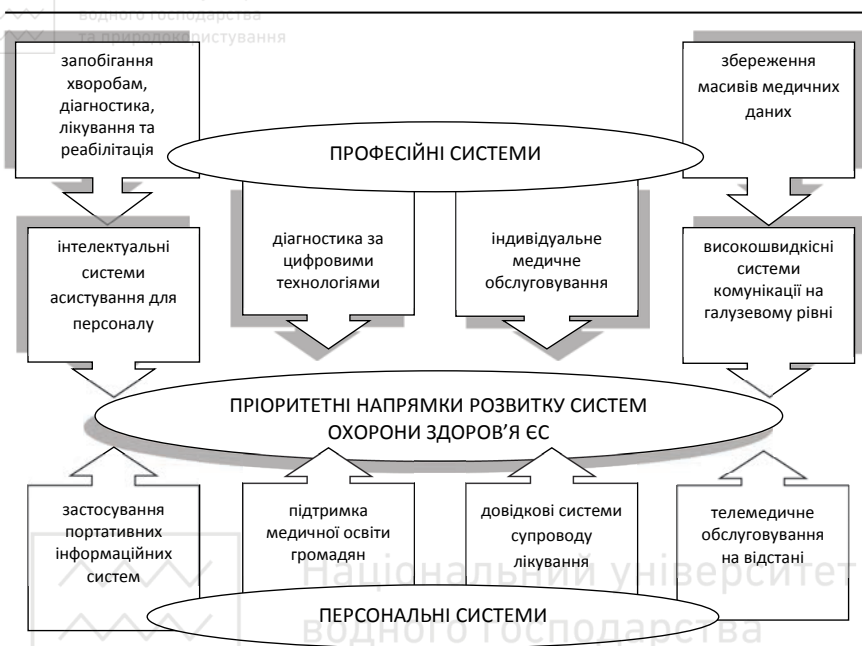 водного господарства
та природокористування
запобігання
хворобам,
діагностика,
лікування та
реабілітація
збереження
масивів медичних
даних
ПРОФЕСІЙНІ СИСТЕМИ
інтелектуальні
системи
асистування для
персоналу
діагностика за
цифровими
технологіями
індивідуальне
медичне
обслуговування
високошвидкісні
системи
комунікації на
галузевому рівні
ПРІОРИТЕТНІ НАПРЯМКИ РОЗВИТКУ СИСТЕМ
ОХОРОНИ ЗДОРОВ’Я ЄС
застосування
портативних
інформаційних
систем
підтримка
медичної освіти
громадян
довідкові системи
супроводу
лікування
телемедичне
обслуговування
на відстані
Національний університет
ПЕРСОНАЛЬНІ СИСТЕМИ
водного господарства